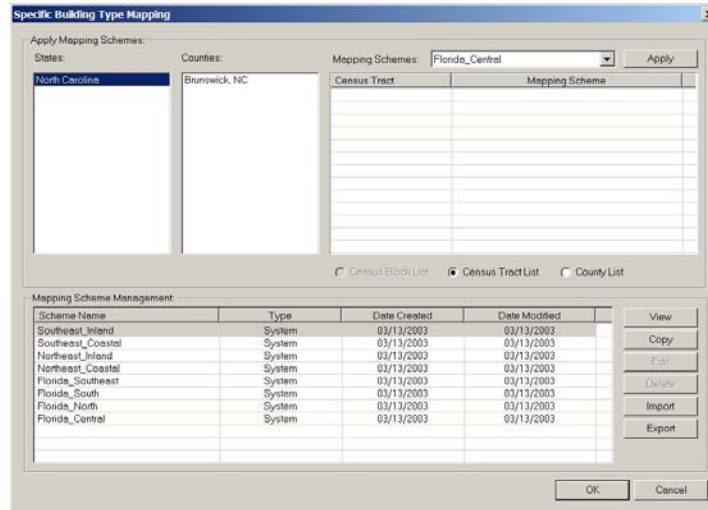 Specific Building Type Mapping
Apply Mapping Schemes:
States:
Counties:
Mapping Schemes: Florida_Central Apply
North Carolina
Brunswick, NC
Census Tract Mapping Scheme
Census Block List Census Tract List County List
Mapping Scheme Management
Scheme Name Type Date Created Date Modified
Southeast_Inland System 03/13/2003 03/13/2003
Southeast_Coastal System 03/13/2003 03/13/2003
Northeast_Inland System 03/13/2003 03/13/2003
Northeast_Coastal System 03/13/2003 03/13/2003
Florida_Southeast System 03/13/2003 03/13/2003
Florida_South System 03/13/2003 03/13/2003
Florida_North System 03/13/2003 03/13/2003
Florida_Central System 03/13/2003 03/13/2003
View
Copy
Edit
Delete
Import
Export
OK Cancel